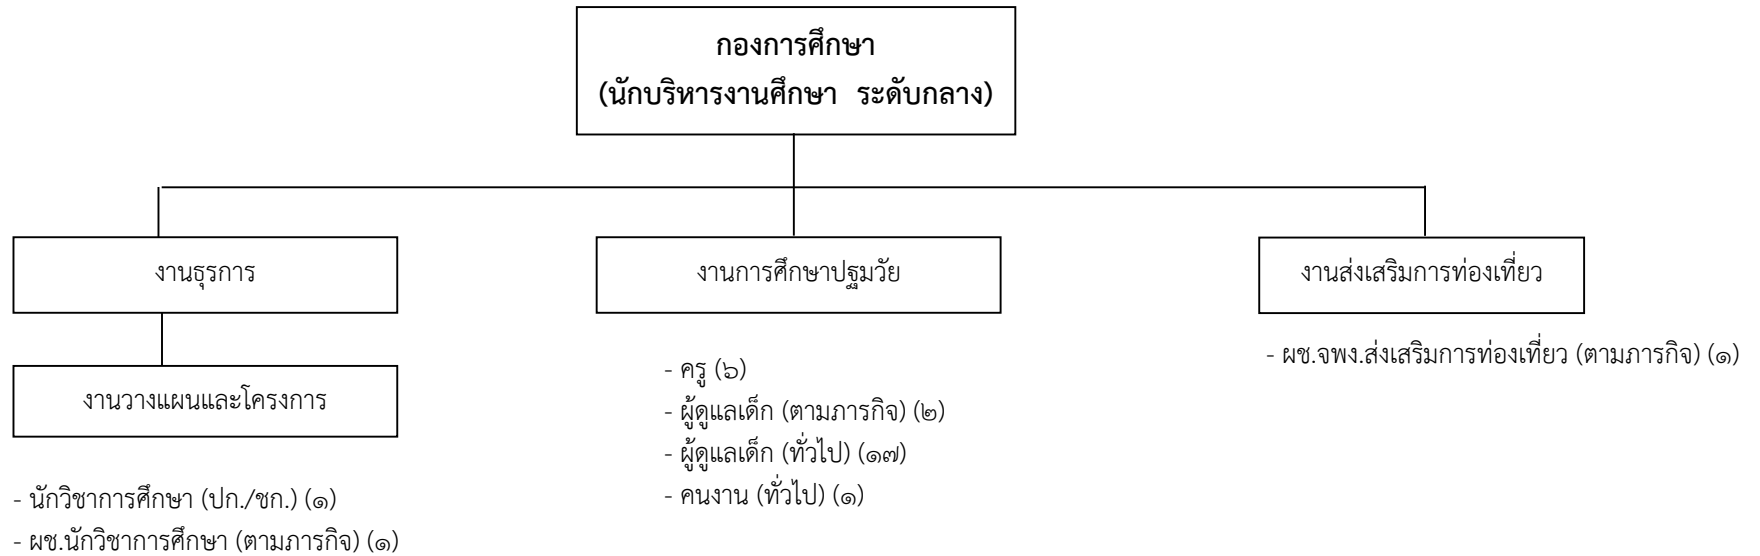 กองการศึกษา
(นักบริหารงานศึกษา ระดับกลาง)
งานธุรการ
งานวางแผนและโครงการ
- นักวิชาการศึกษา (ปก./ชก.) (๑)
- ผช.นักวิชาการศึกษา (ตามภารกิจ) (๑)
งานการศึกษาปฐมวัย
- ครู (๖)
- ผู้ดูแลเด็ก (ตามภารกิจ) (๒)
- ผู้ดูแลเด็ก (ทั่วไป) (๑๗)
- คนงาน (ทั่วไป) (๑)
งานส่งเสริมการท่องเที่ยว
- ผช.จพง.ส่งเสริมการท่องเที่ยว (ตามภารกิจ) (๑)